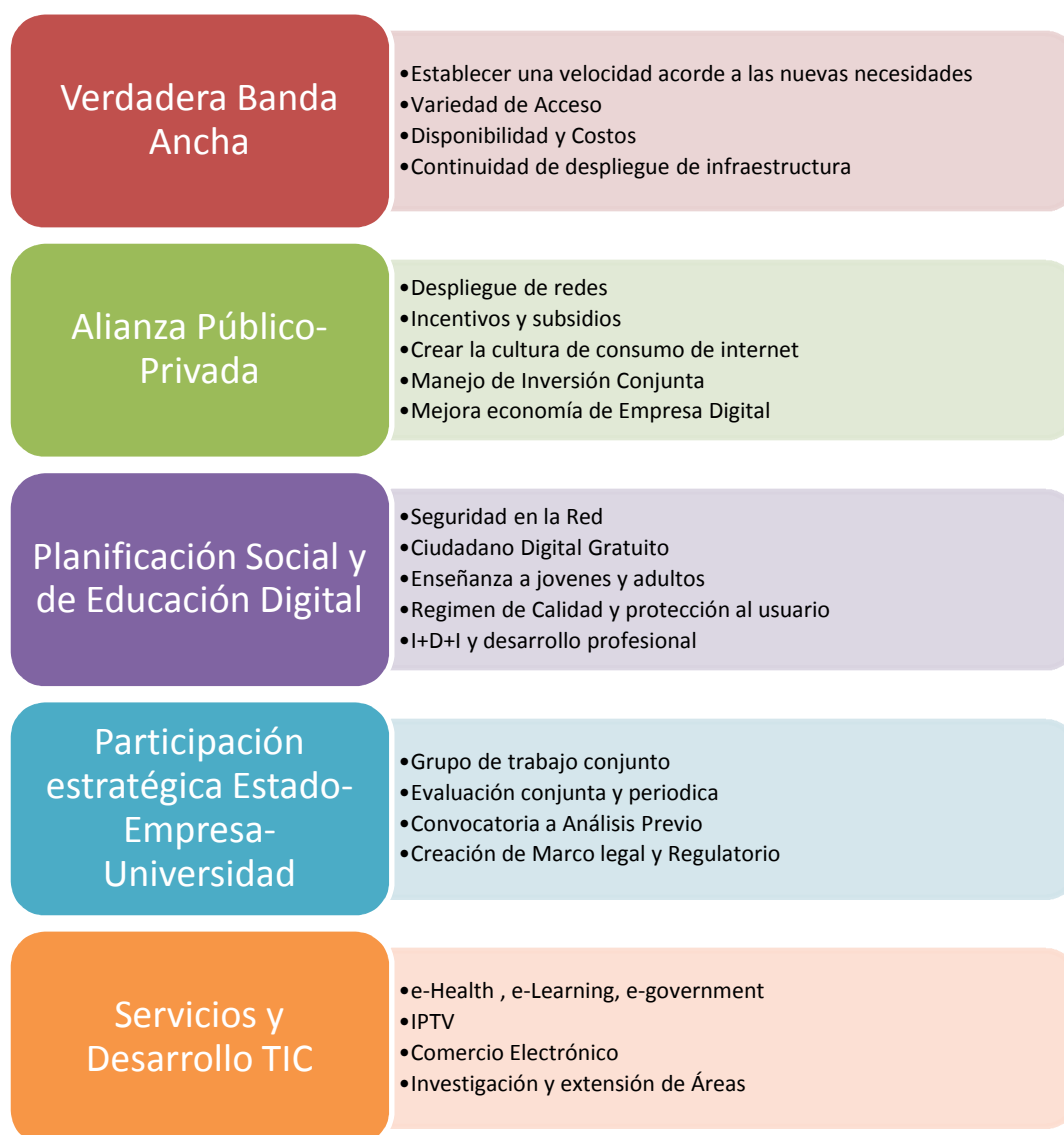 Verdadera Banda
Ancha
•Establecer una velocidad acorde a las nuevas necesidades
•Variedad de Acceso
•Disponibilidad y Costos
•Continuidad de despliegue de infraestructura
Alianza Público-
Privada
•Despliegue de redes
•Incentivos y subsidios
•Crear la cultura de consumo de internet
•Manejo de Inversión Conjunta
•Mejora economía de Empresa Digital
Planificación Social y
de Educación Digital
•Seguridad en la Red
•Ciudadano Digital Gratuito
•Enseñanza a jovenes y adultos
•Regimen de Calidad y protección al usuario
•I+D+I y desarrollo profesional
Participación
estratégica Estado-
Empresa-
Universidad
•Grupo de trabajo conjunto
•Evaluación conjunta y periodica
•Convocatoria a Análisis Previo
•Creación de Marco legal y Regulatorio
Servicios y
Desarrollo TIC
•e-Health , e-Learning, e-government
•IPTV
•Comercio Electrónico
•Investigación y extensión de Áreas